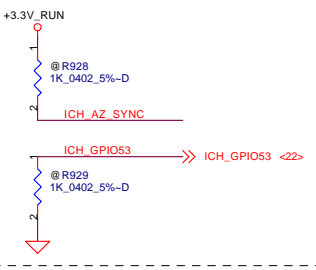 +3.3V_RUN
1
@ R928
1K_0402_5%~D
2
ICH_AZ_SYNC
1
ICH_GPIO53
ICH_GPIO53 <22>
@ R929
1K_0402_5%~D
2